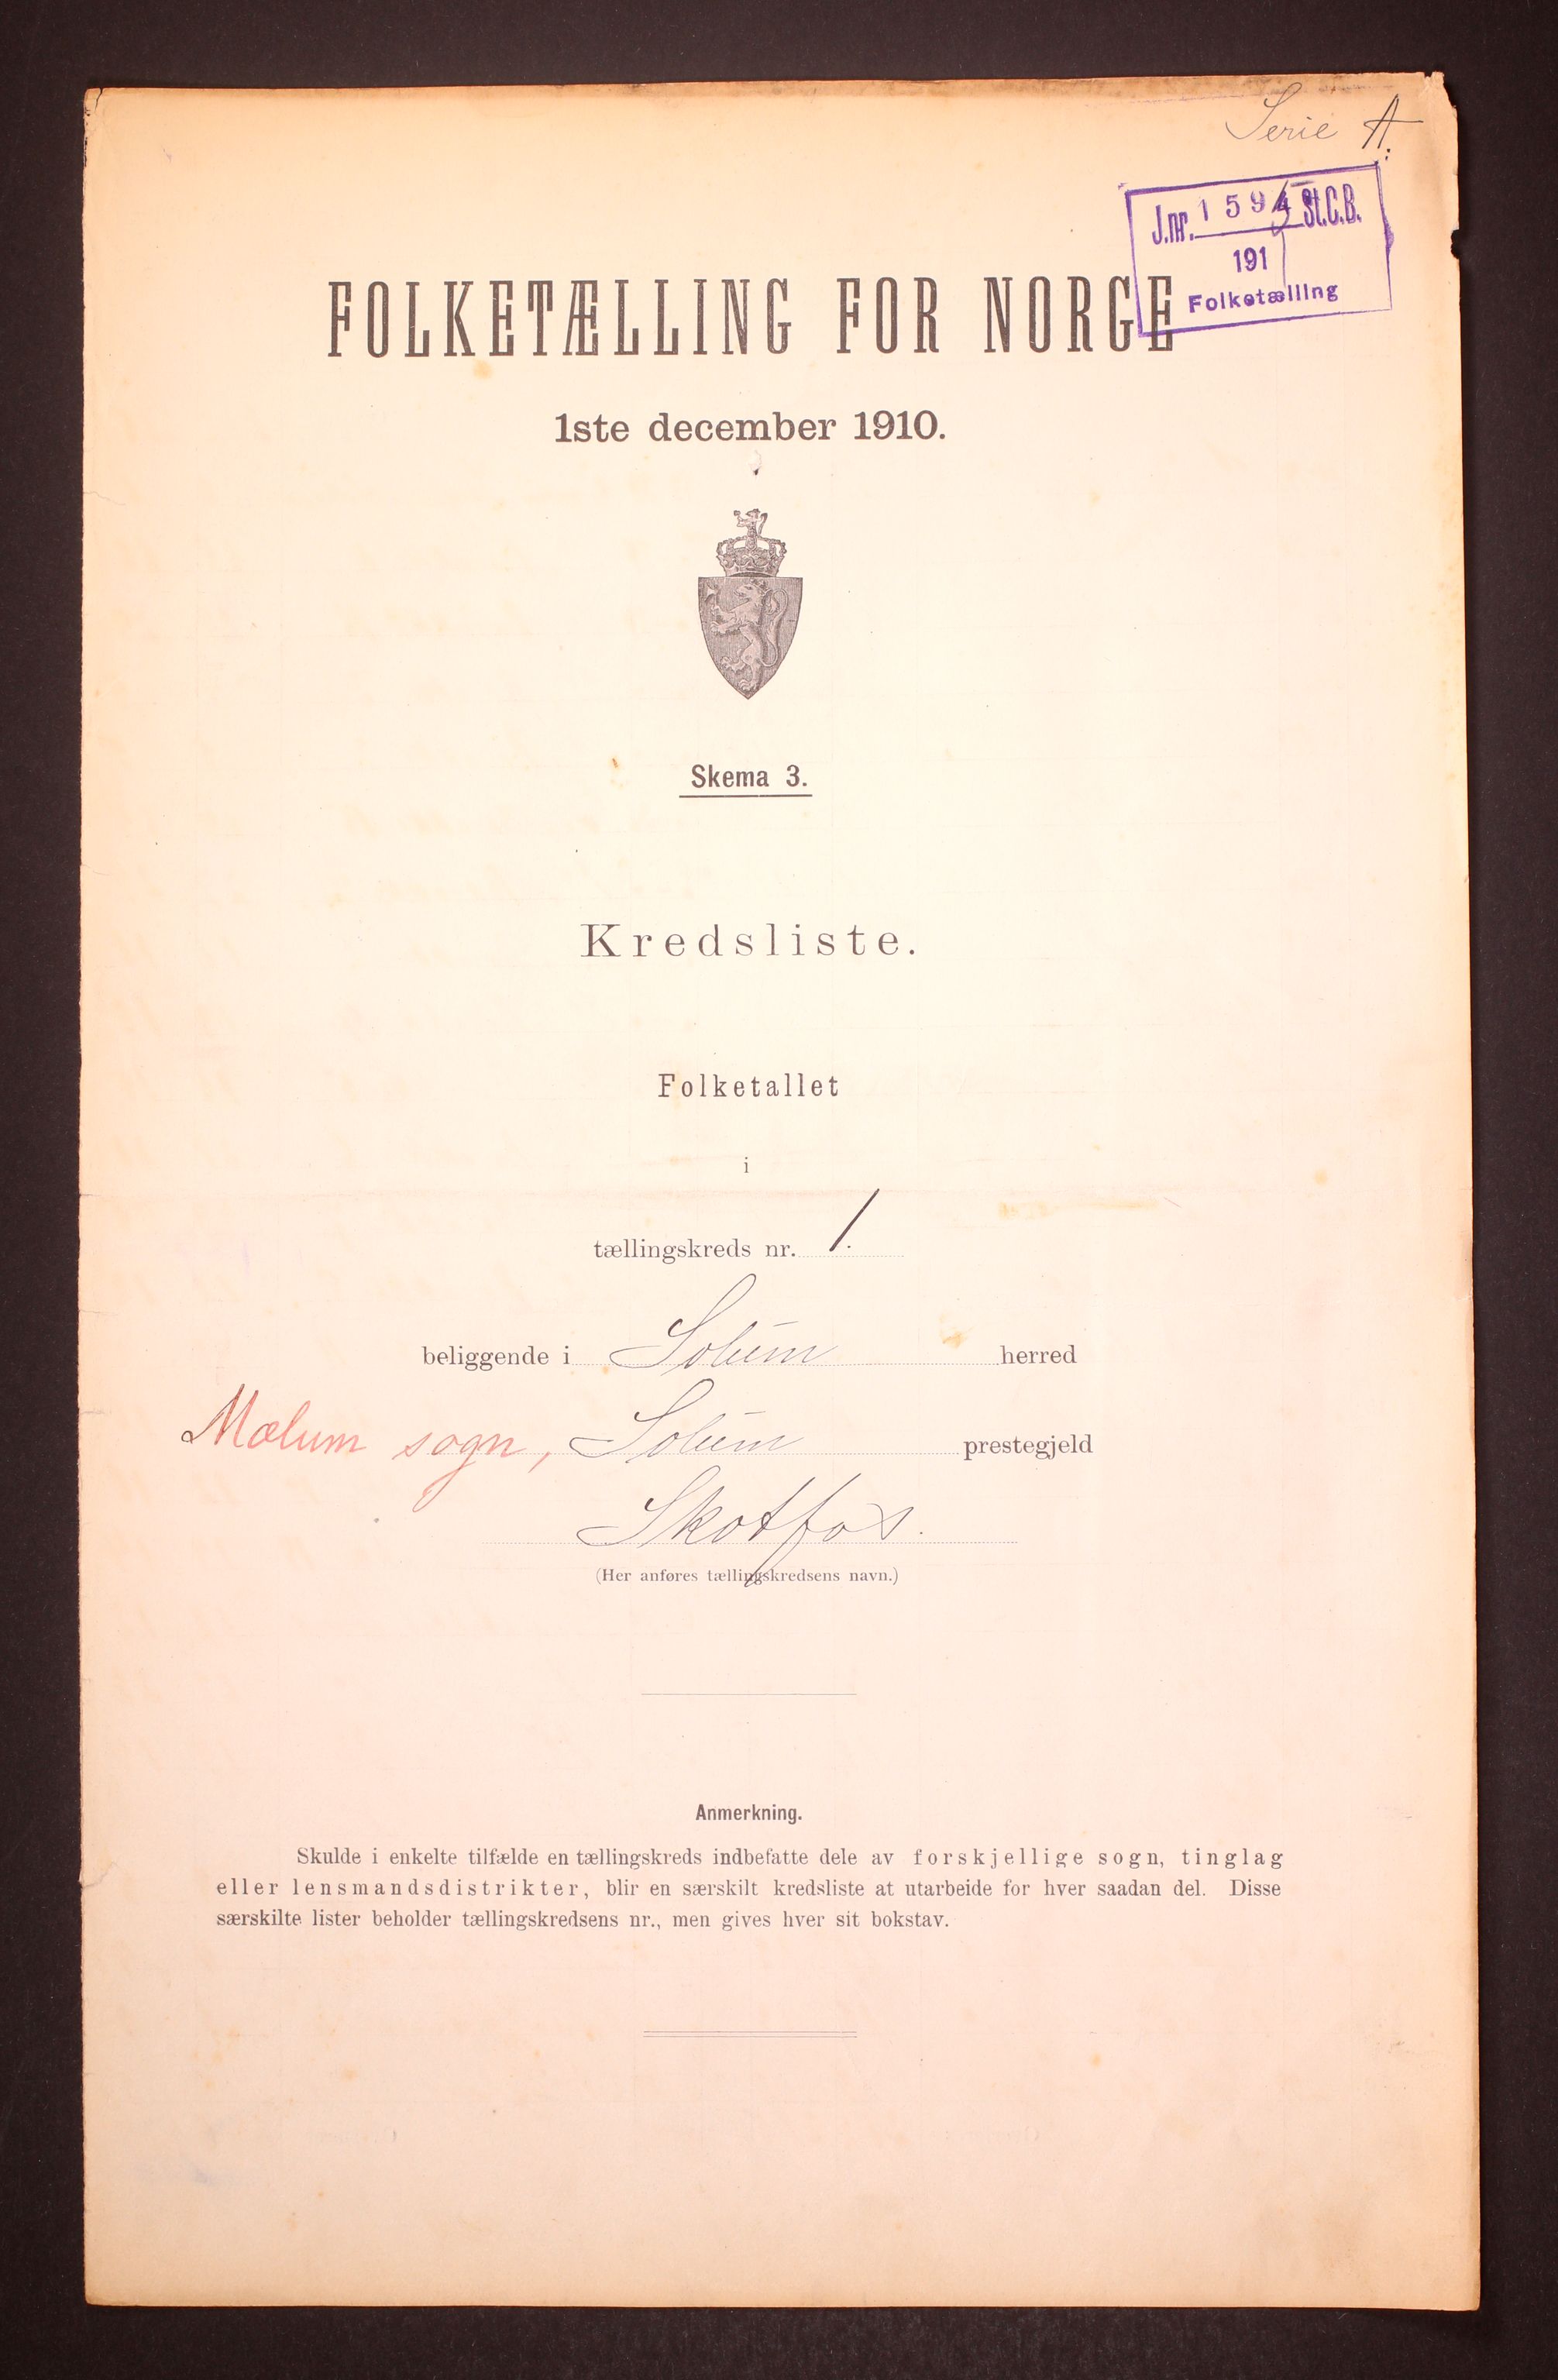 Serie A.
J.nr. 1595 St.C.B.
191
Folketælling
FOLKETÆLLING FOR NORGE
1ste december 1910.
Skema 3.
Kredsliste.
Folketallet
i
tællingskreds nr. 1.
beliggende i Solum herred
Mælum sogn, Solum prestegjeld
Skotfos.
(Her anføres tællingskredsens navn.)
Anmerkning.
Skulde i enkelte tilfælde en tællingskreds indbefatte dele av forskjellige sogn, tinglag
eller lensmandsdistrikter, blir en særskilt kredsliste at utarbeide for hver saadan del. Disse
særskilte lister beholder tællingskredsens nr., men gives hver sit bokstav.